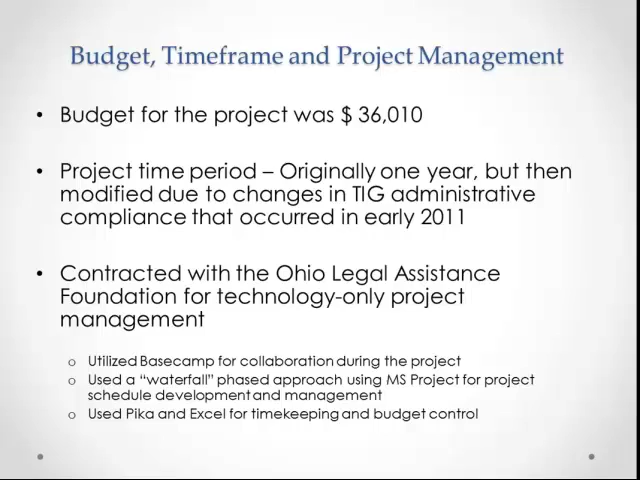 Budget, Timeframe and Project Management
• Budget for the project was $ 36,010
• Project time period – Originally one year, but then
modified due to changes in TIG administrative
compliance that occurred in early 2011
• Contracted with the Ohio Legal Assistance
Foundation for technology-only project
management
o Utilized Basecamp for collaboration during the project
o Used a “waterfall” phased approach using MS Project for project
schedule development and management
o Used Pika and Excel for timekeeping and budget control